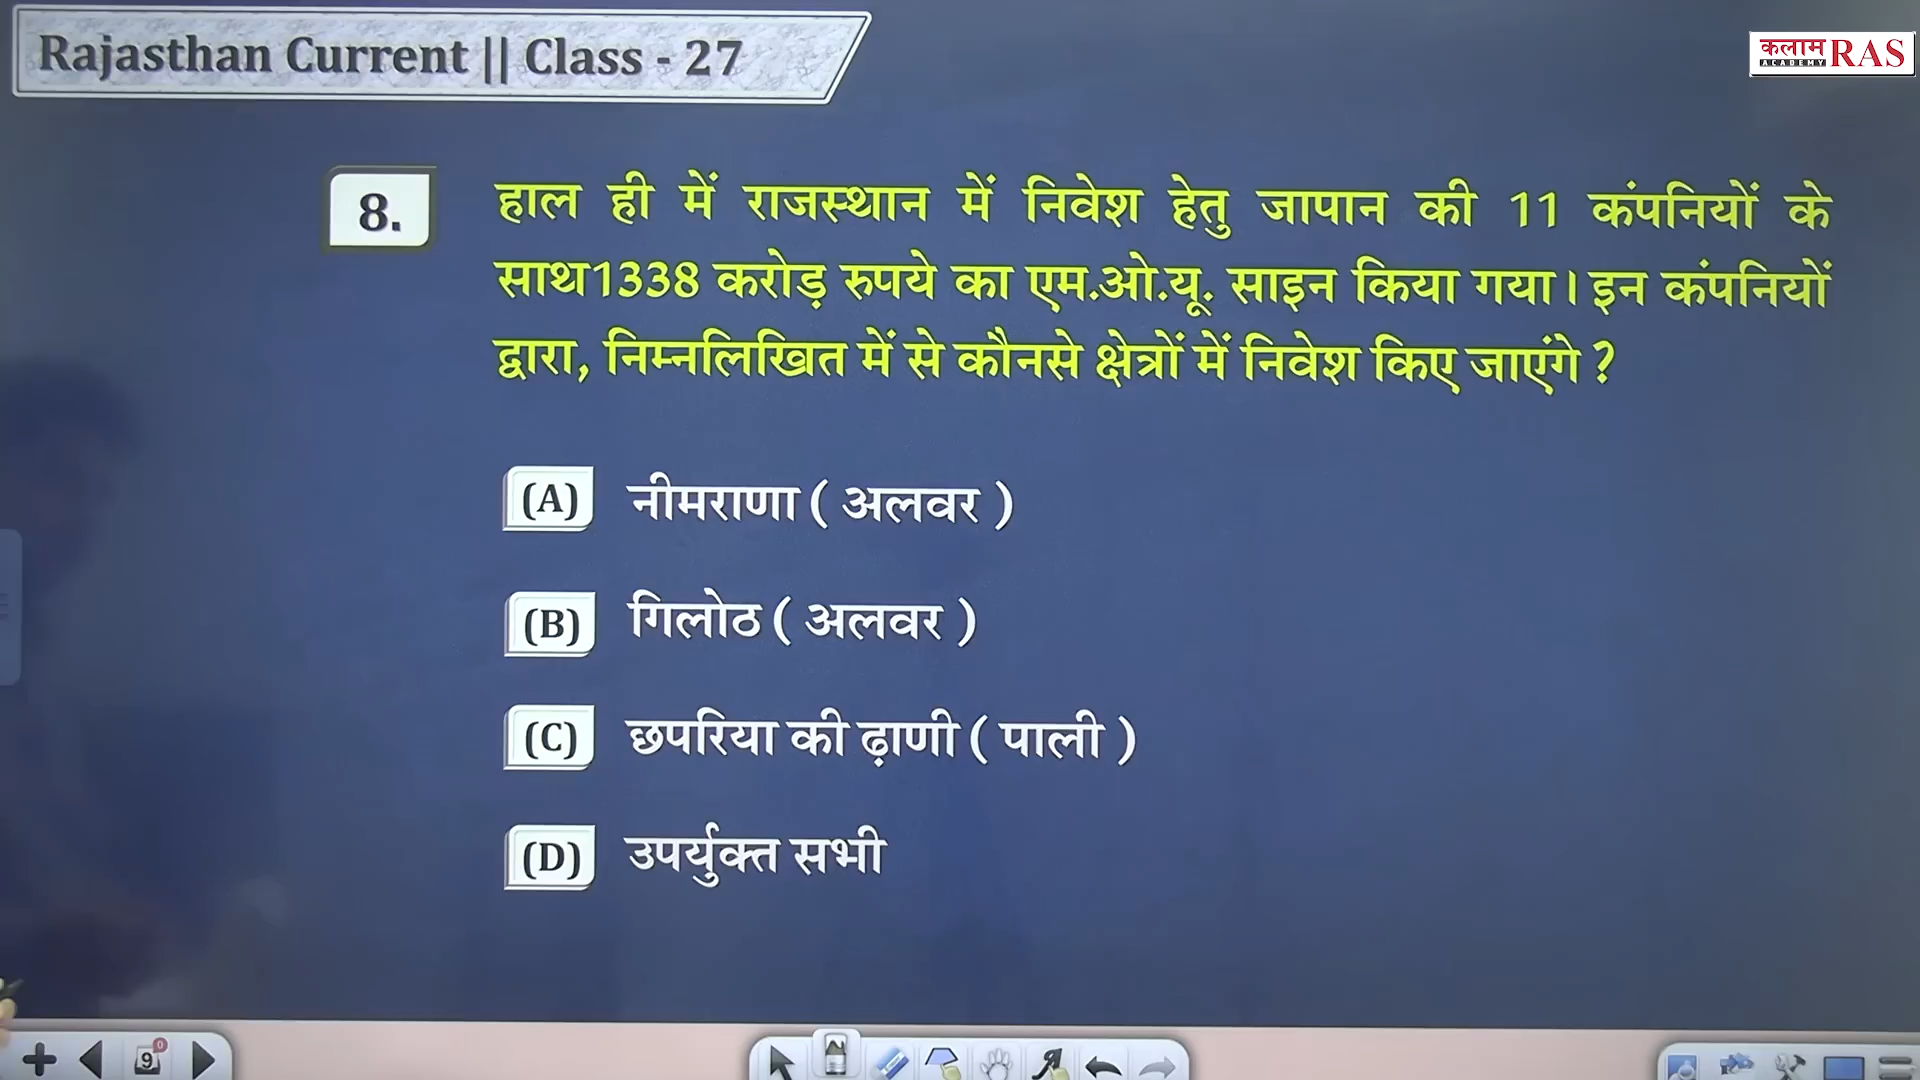 Rajasthan Current || Class - 27
कलाम RAS
ACADEMY
8. हाल ही में राजस्थान में निवेश हेतु जापान की 11 कंपनियों के
साथ1338 करोड़ रुपये का एम.ओ.यू. साइन किया गया। इन कंपनियों
द्वारा, निम्नलिखित में से कौनसे क्षेत्रों में निवेश किए जाएंगे ?
(A) नीमराणा ( अलवर )
(B) गिलोठ ( अलवर )
(C) छपरिया की ढ़ाणी ( पाली )
(D) उपर्युक्त सभी
9 0